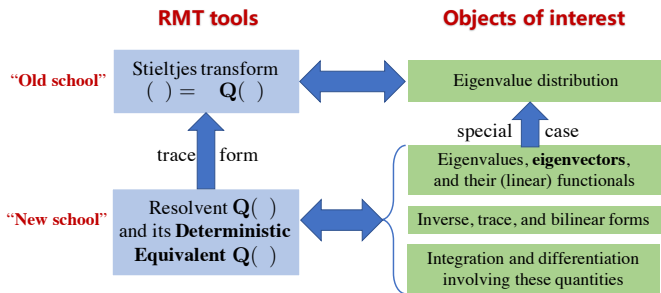 RMT tools
Objects of interest
“Old school”
Stieltjes transform
( ) = Q( )
Eigenvalue distribution
trace form
special case
“New school”
Resolvent Q( )
and its Deterministic
Equivalent Q( )
Eigenvalues, eigenvectors,
and their (linear) functionals
Inverse, trace, and bilinear forms
Integration and differentiation
involving these quantities